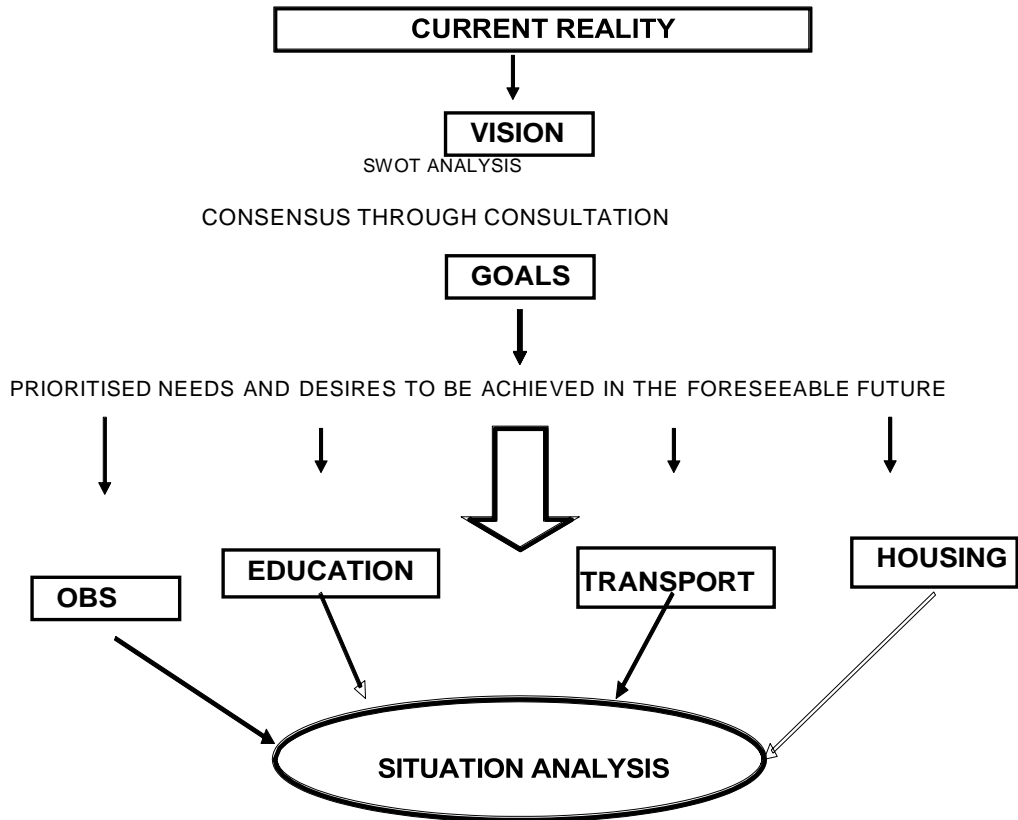 CURRENT REALITY
VISION
SWOT ANALYSIS
CONSENSUS THROUGH CONSULTATION
GOALS
PRIORITISED NEEDS AND DESIRES TO BE ACHIEVED IN THE FORESEEABLE FUTURE
OBS
EDUCATION
TRANSPORT
HOUSING
SITUATION ANALYSIS